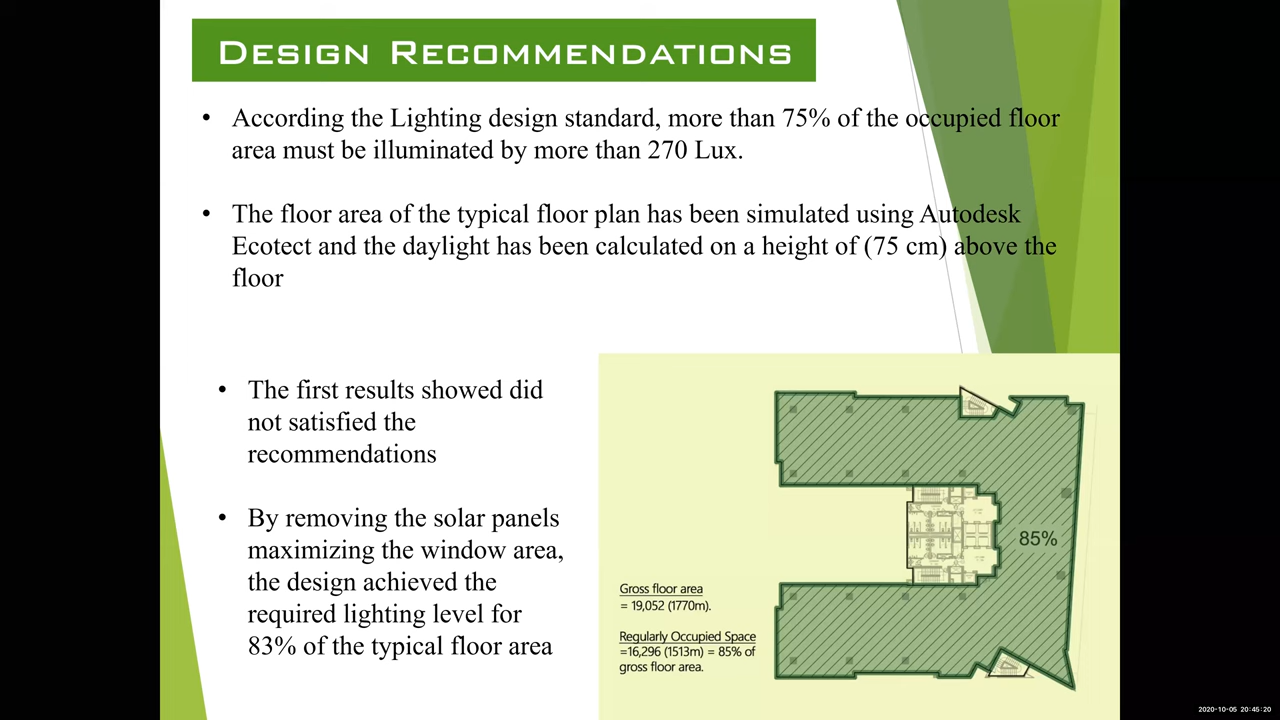 Design Recommendations
• According the Lighting design standard, more than 75% of the occupied floor
area must be illuminated by more than 270 Lux.
• The floor area of the typical floor plan has been simulated using Autodesk
Ecotect and the daylight has been calculated on a height of (75 cm) above the
floor
• The first results showed did
not satisfied the
recommendations
• By removing the solar panels
maximizing the window area,
the design achieved the
required lighting level for
83% of the typical floor area
85%
Gross floor area
= 19,052 (1770m).
Regularly Occupied Space
=16,296 (1513m) = 85% of
gross floor area.
2020-10-05 20:45:20